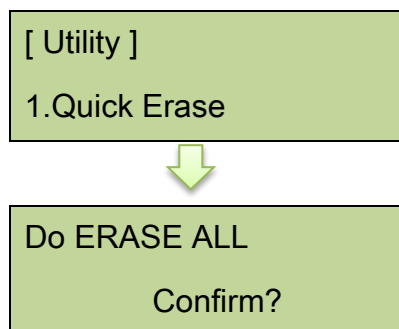 [ Utility ]
1.Quick Erase
Do ERASE ALL
Confirm?